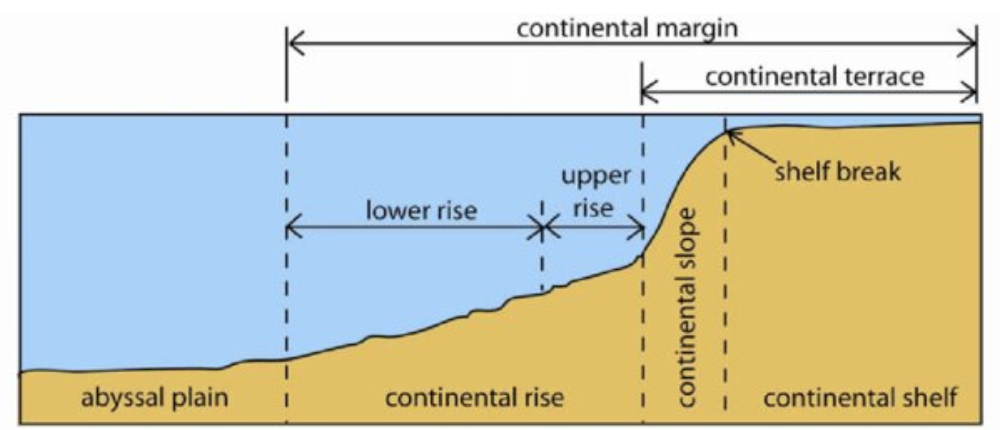 continental margin
continental terrace
upper
rise
lower rise
shelf break
continental slope
abyssal plain
continental rise
continental shelf